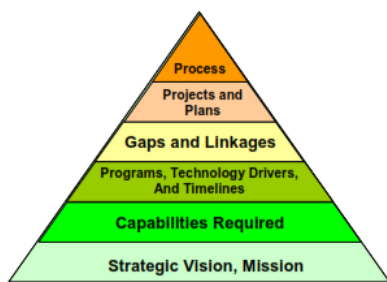 Process
Projects and
Plans
Gaps and Linkages
Programs, Technology Drivers,
And Timelines
Capabilities Required
Strategic Vision, Mission